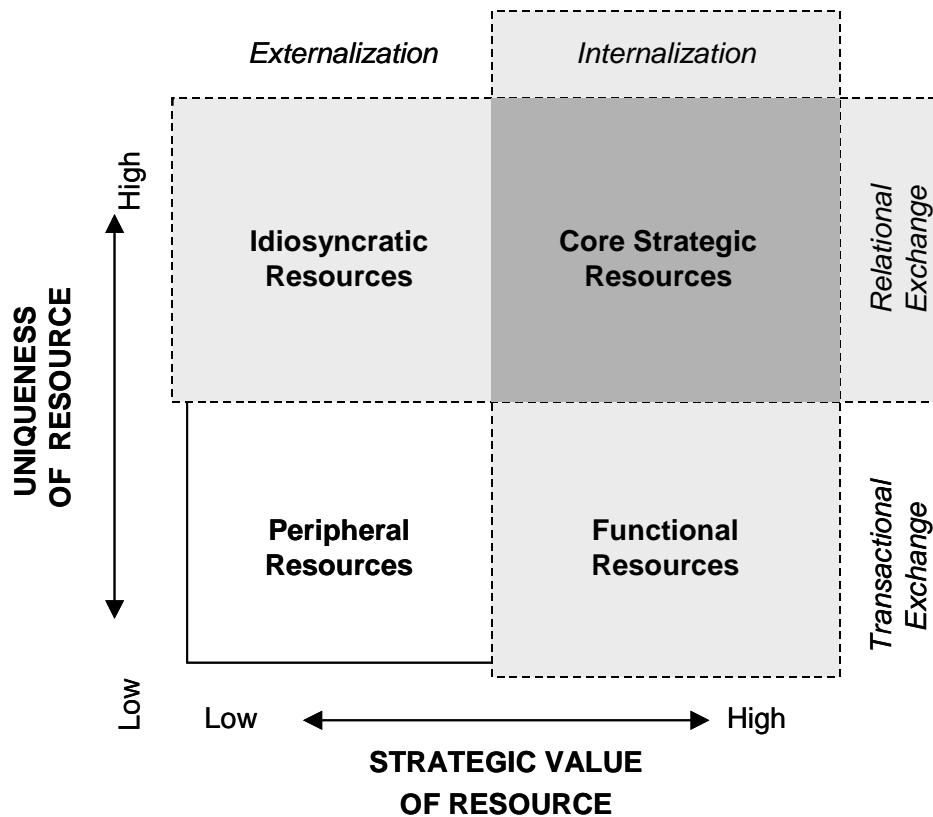 Externalization
Internalization
High
Idiosyncratic
Resources
Core Strategic
Resources
Relational
Exchange
UNIQUENESS
OF RESOURCE
Peripheral
Resources
Functional
Resources
Transactional
Exchange
Low
Low
High
STRATEGIC VALUE
OF RESOURCE